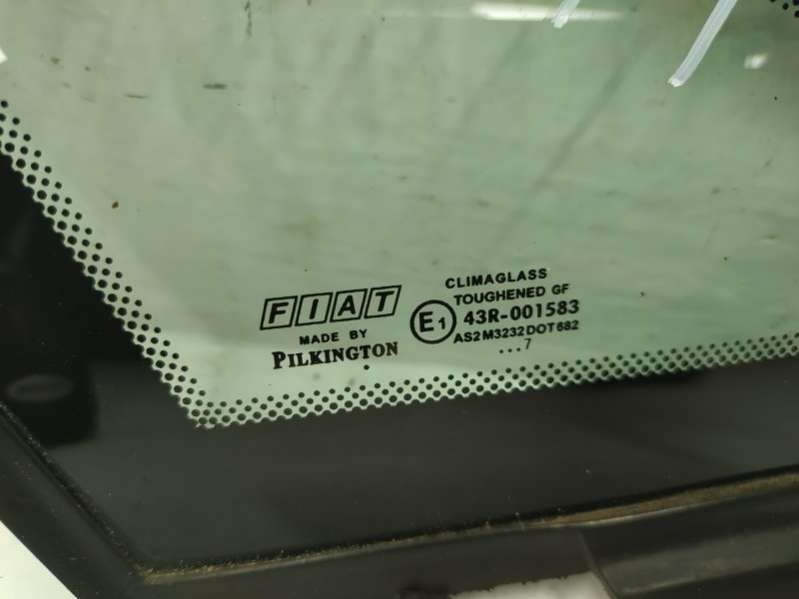 FIAT
MADE BY
PILKINGTON
CLIMAGLASS
TOUGHENED GF
E1 43R-001583
AS2 M3232 DOT 682
...7